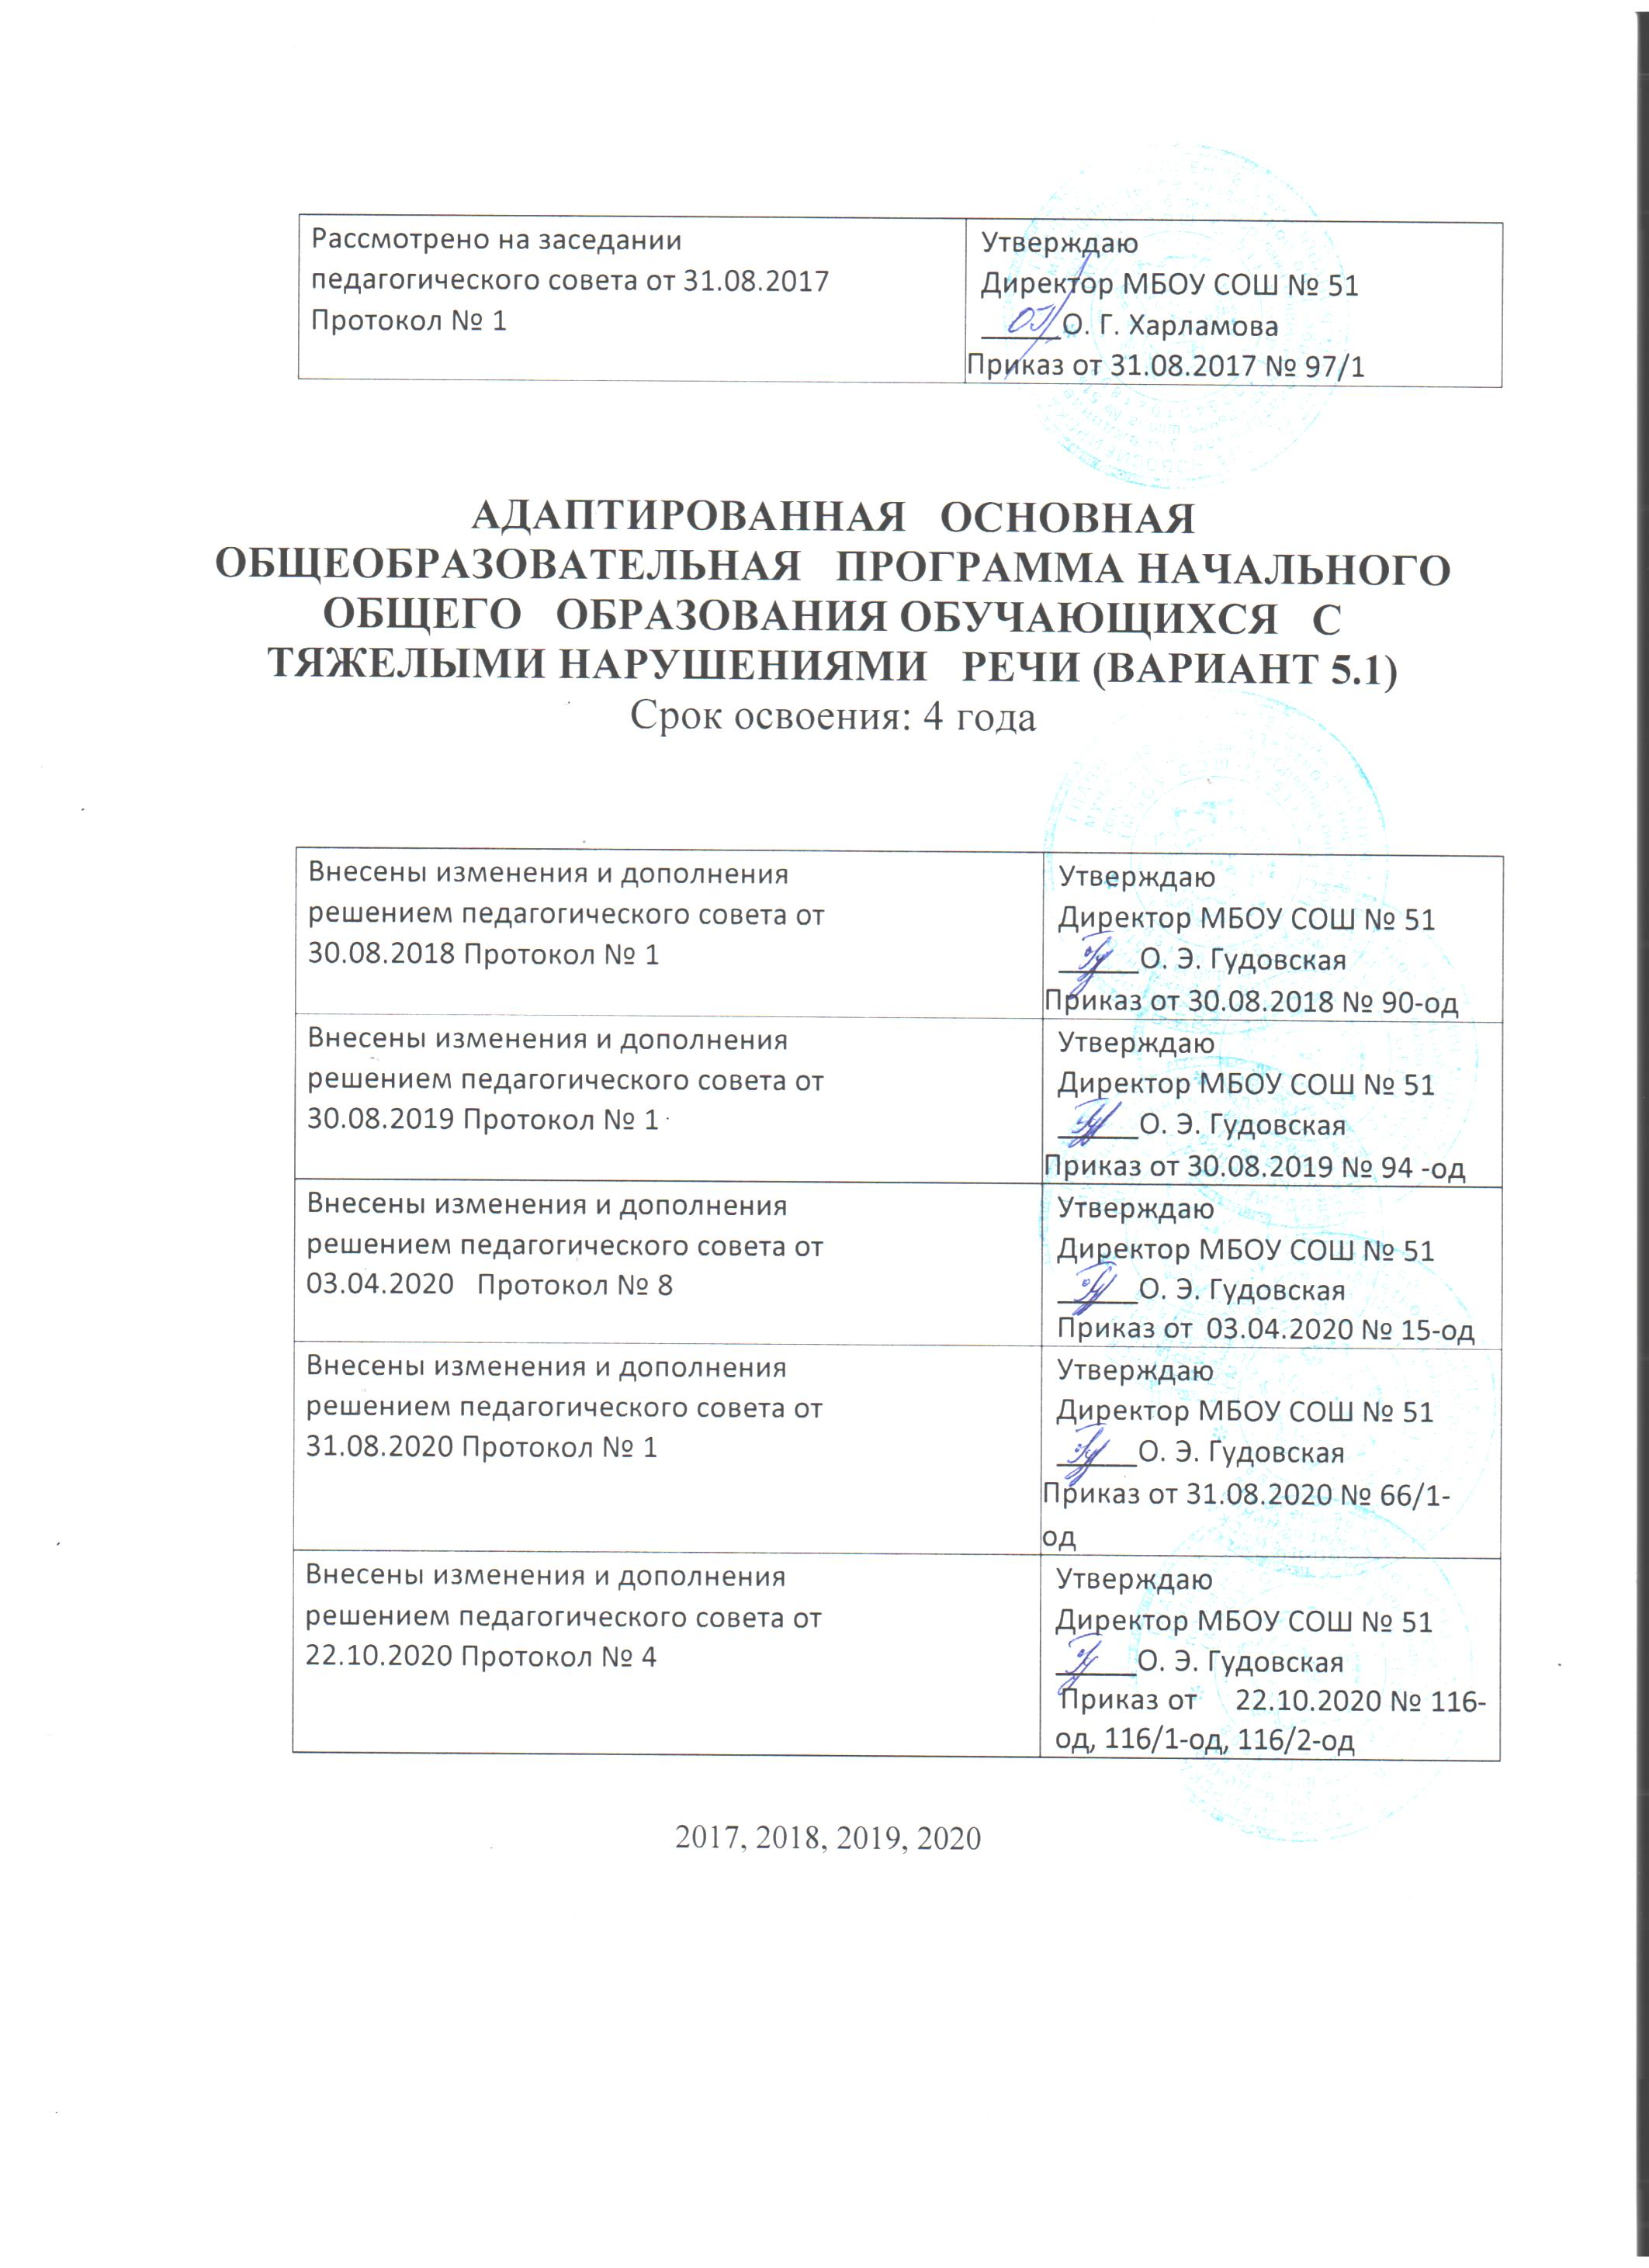 Рассмотрено на заседании
педагогического совета от 31.08.2017
Протокол № 1
Утверждаю
Директор МБОУ СОШ № 51
______О. Г. Харламова
Приказ от 31.08.2017 № 97/1
АДАПТИРОВАННАЯ ОСНОВНАЯ
ОБЩЕОБРАЗОВАТЕЛЬНАЯ ПРОГРАММА НАЧАЛЬНОГО
ОБЩЕГО ОБРАЗОВАНИЯ ОБУЧАЮЩИХСЯ С
ТЯЖЕЛЫМИ НАРУШЕНИЯМИ РЕЧИ (ВАРИАНТ 5.1)
Срок освоения: 4 года
Внесены изменения и дополнения
решением педагогического совета от
30.08.2018 Протокол № 1
Утверждаю
Директор МБОУ СОШ № 51
______О. Э. Гудовская
Приказ от 30.08.2018 № 90-од
Внесены изменения и дополнения
решением педагогического совета от
30.08.2019 Протокол № 1
Утверждаю
Директор МБОУ СОШ № 51
______О. Э. Гудовская
Приказ от 30.08.2019 № 94 -од
Внесены изменения и дополнения
решением педагогического совета от
03.04.2020 Протокол № 8
Утверждаю
Директор МБОУ СОШ № 51
______О. Э. Гудовская
Приказ от 03.04.2020 № 15-од
Внесены изменения и дополнения
решением педагогического совета от
31.08.2020 Протокол № 1
Утверждаю
Директор МБОУ СОШ № 51
______О. Э. Гудовская
Приказ от 31.08.2020 № 66/1-
од
Внесены изменения и дополнения
решением педагогического совета от
22.10.2020 Протокол № 4
Утверждаю
Директор МБОУ СОШ № 51
______О. Э. Гудовская
Приказ от 22.10.2020 № 116-
од, 116/1-од, 116/2-од
2017, 2018, 2019, 2020